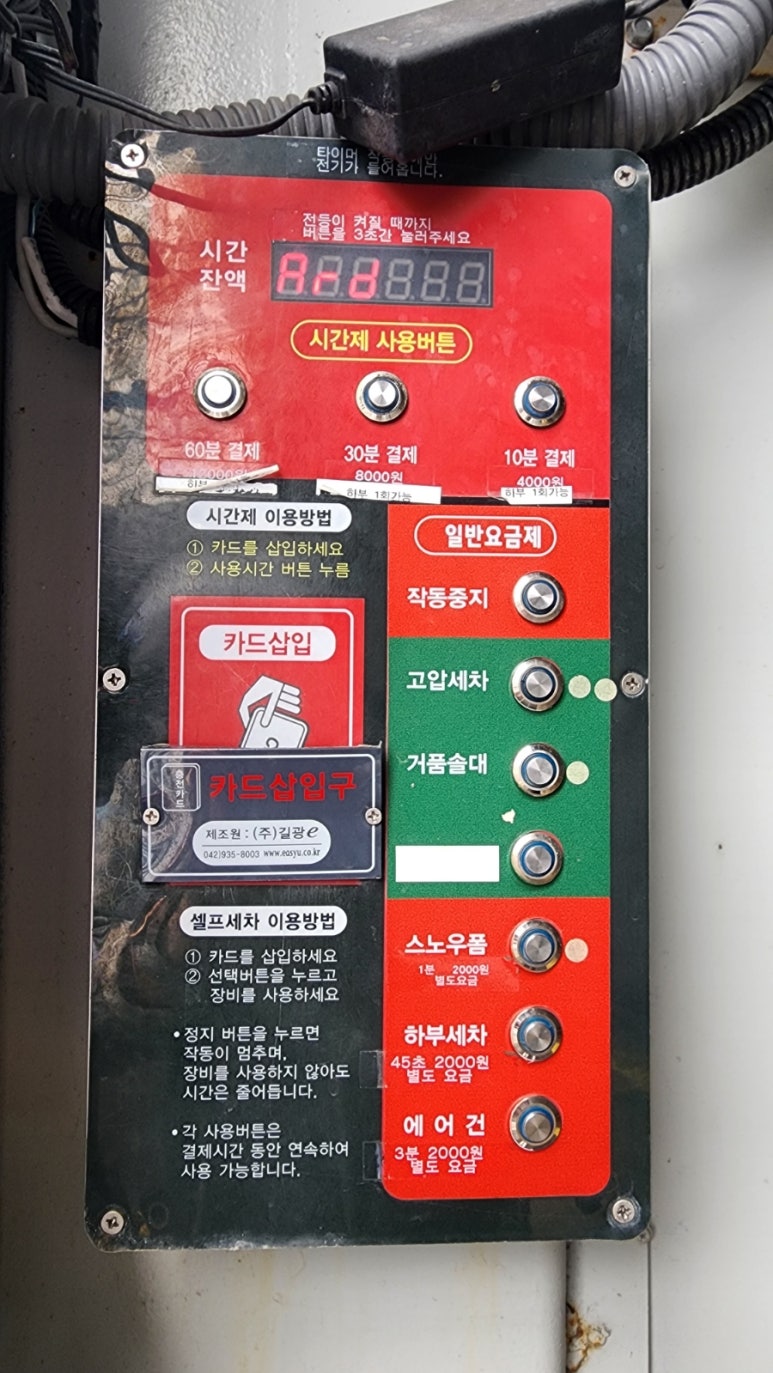 타이머
전기가 들어옵니다.
전등이 켜질 때까지
버튼을 3초간 눌러주세요
시간
잔액
시간제 사용버튼
60분 결제
30분 결제
8000원
하부 1회가능
10분 결제
4000원
하부 1회가능
시간제 이용방법
① 카드를 삽입하세요
② 사용시간 버튼 누름
카드삽입
충전카드
카드삽입구
제조원 : (주)길광e
042)935-8003 www.easyu.co.kr
셀프세차 이용방법
① 카드를 삽입하세요
② 선택버튼을 누르고
장비를 사용하세요
• 정지 버튼을 누르면
작동이 멈추며,
장비를 사용하지 않아도
시간은 줄어듭니다.
• 각 사용버튼은
결제시간 동안 연속하여
사용 가능합니다.
일반요금제
작동중지
고압세차
거품솔대
스노우폼
1분 2000원
별도요금
하부세차
45초 2000원
별도 요금
에어건
3분 2000원
별도 요금